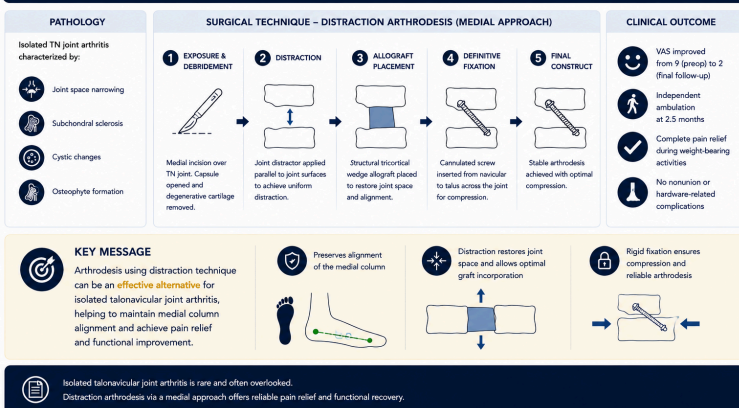 PATHOLOGY
Isolated TN joint arthritis
characterized by:
Joint space narrowing
Subchondral sclerosis
Cystic changes
Osteophyte formation
SURGICAL TECHNIQUE – DISTRACTION ARTHRODESIS (MEDIAL APPROACH)
1 EXPOSURE &
DEBRIDEMENT
Medial incision over
TN joint. Capsule
opened and
degenerative cartilage
removed.
2 DISTRACTION
Joint distractor applied
parallel to joint surfaces
to achieve uniform
distraction.
3 ALLOGRAFT
PLACEMENT
Structural tricortical
wedge allograft placed
to restore joint space
and alignment.
4 DEFINITIVE
FIXATION
Cannulated screw
inserted from navicular
to talus across the joint
for compression.
5 FINAL
CONSTRUCT
Stable arthrodesis
achieved with optimal
compression.
CLINICAL OUTCOME
VAS improved
from 9 (preop) to 2
(final follow-up)
Independent
ambulation
at 2.5 months
Complete pain relief
during weight-bearing
activities
No nonunion or
hardware-related
complications
KEY MESSAGE
Arthrodesis using distraction technique
can be an effective alternative for
isolated talonavicular joint arthritis,
helping to maintain medial column
alignment and achieve pain relief
and functional improvement.
Preserves alignment
of the medial column
Distraction restores joint
space and allows optimal
graft incorporation
Rigid fixation ensures
compression and
reliable arthrodesis
Isolated talonavicular joint arthritis is rare and often overlooked.
Distraction arthrodesis via a medial approach offers reliable pain relief and functional recovery.